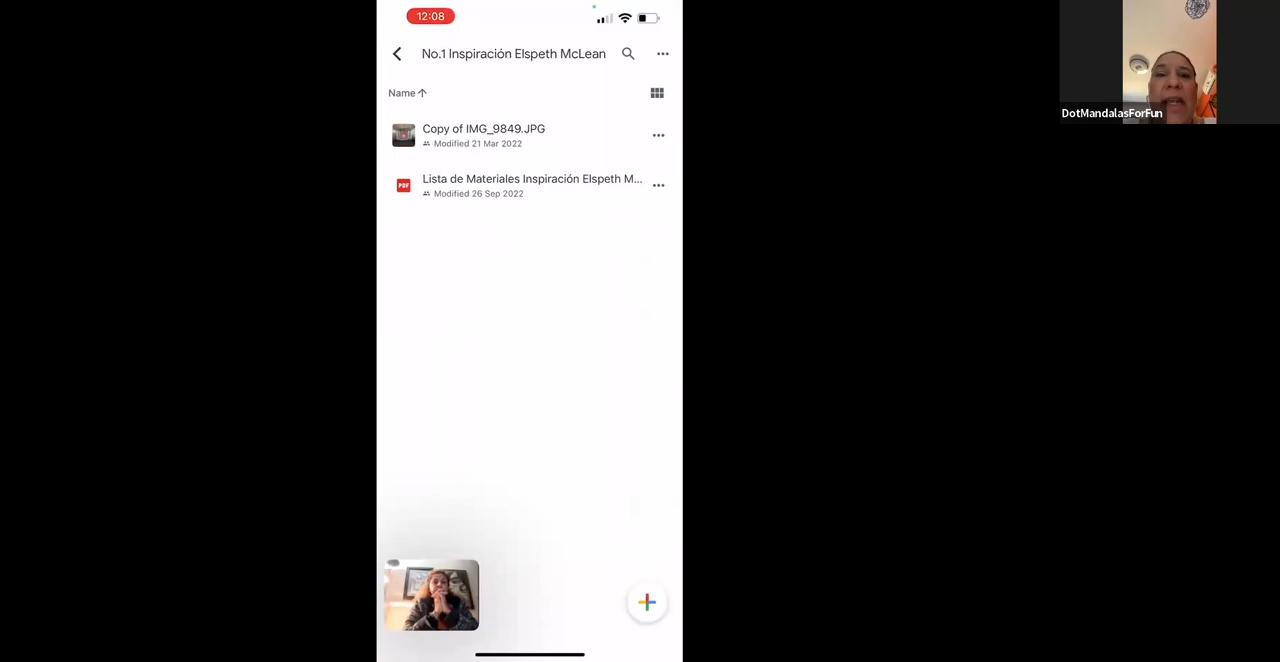 12:08
No.1 Inspiración Elspeth McLean
Name
Copy of IMG_9849.JPG
Modified 21 Mar 2022
PDF
Lista de Materiales Inspiración Elspeth M...
Modified 26 Sep 2022
DotMandalasForFun